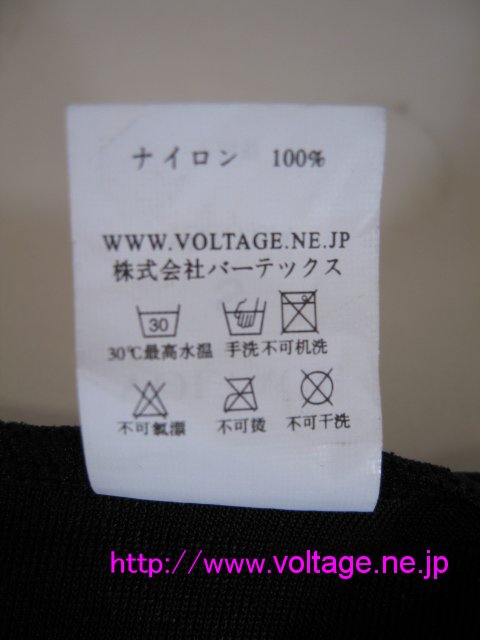 ナイロン 100%
WWW.VOLTAGE.NE.JP
株式会社バーテックス
30
30℃最高水温 手洗不可机洗
不可氯漂 不可烫 不可干洗
http://www.voltage.ne.jp